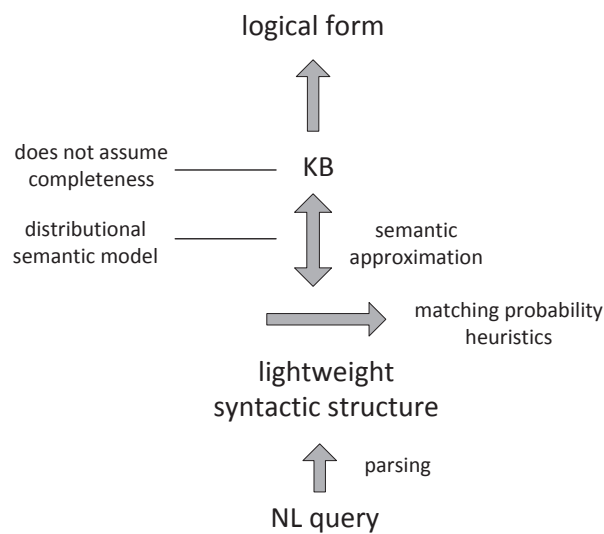 logical form
does not assume
completeness
KB
distributional
semantic model
semantic
approximation
matching probability
heuristics
lightweight
syntactic structure
parsing
NL query